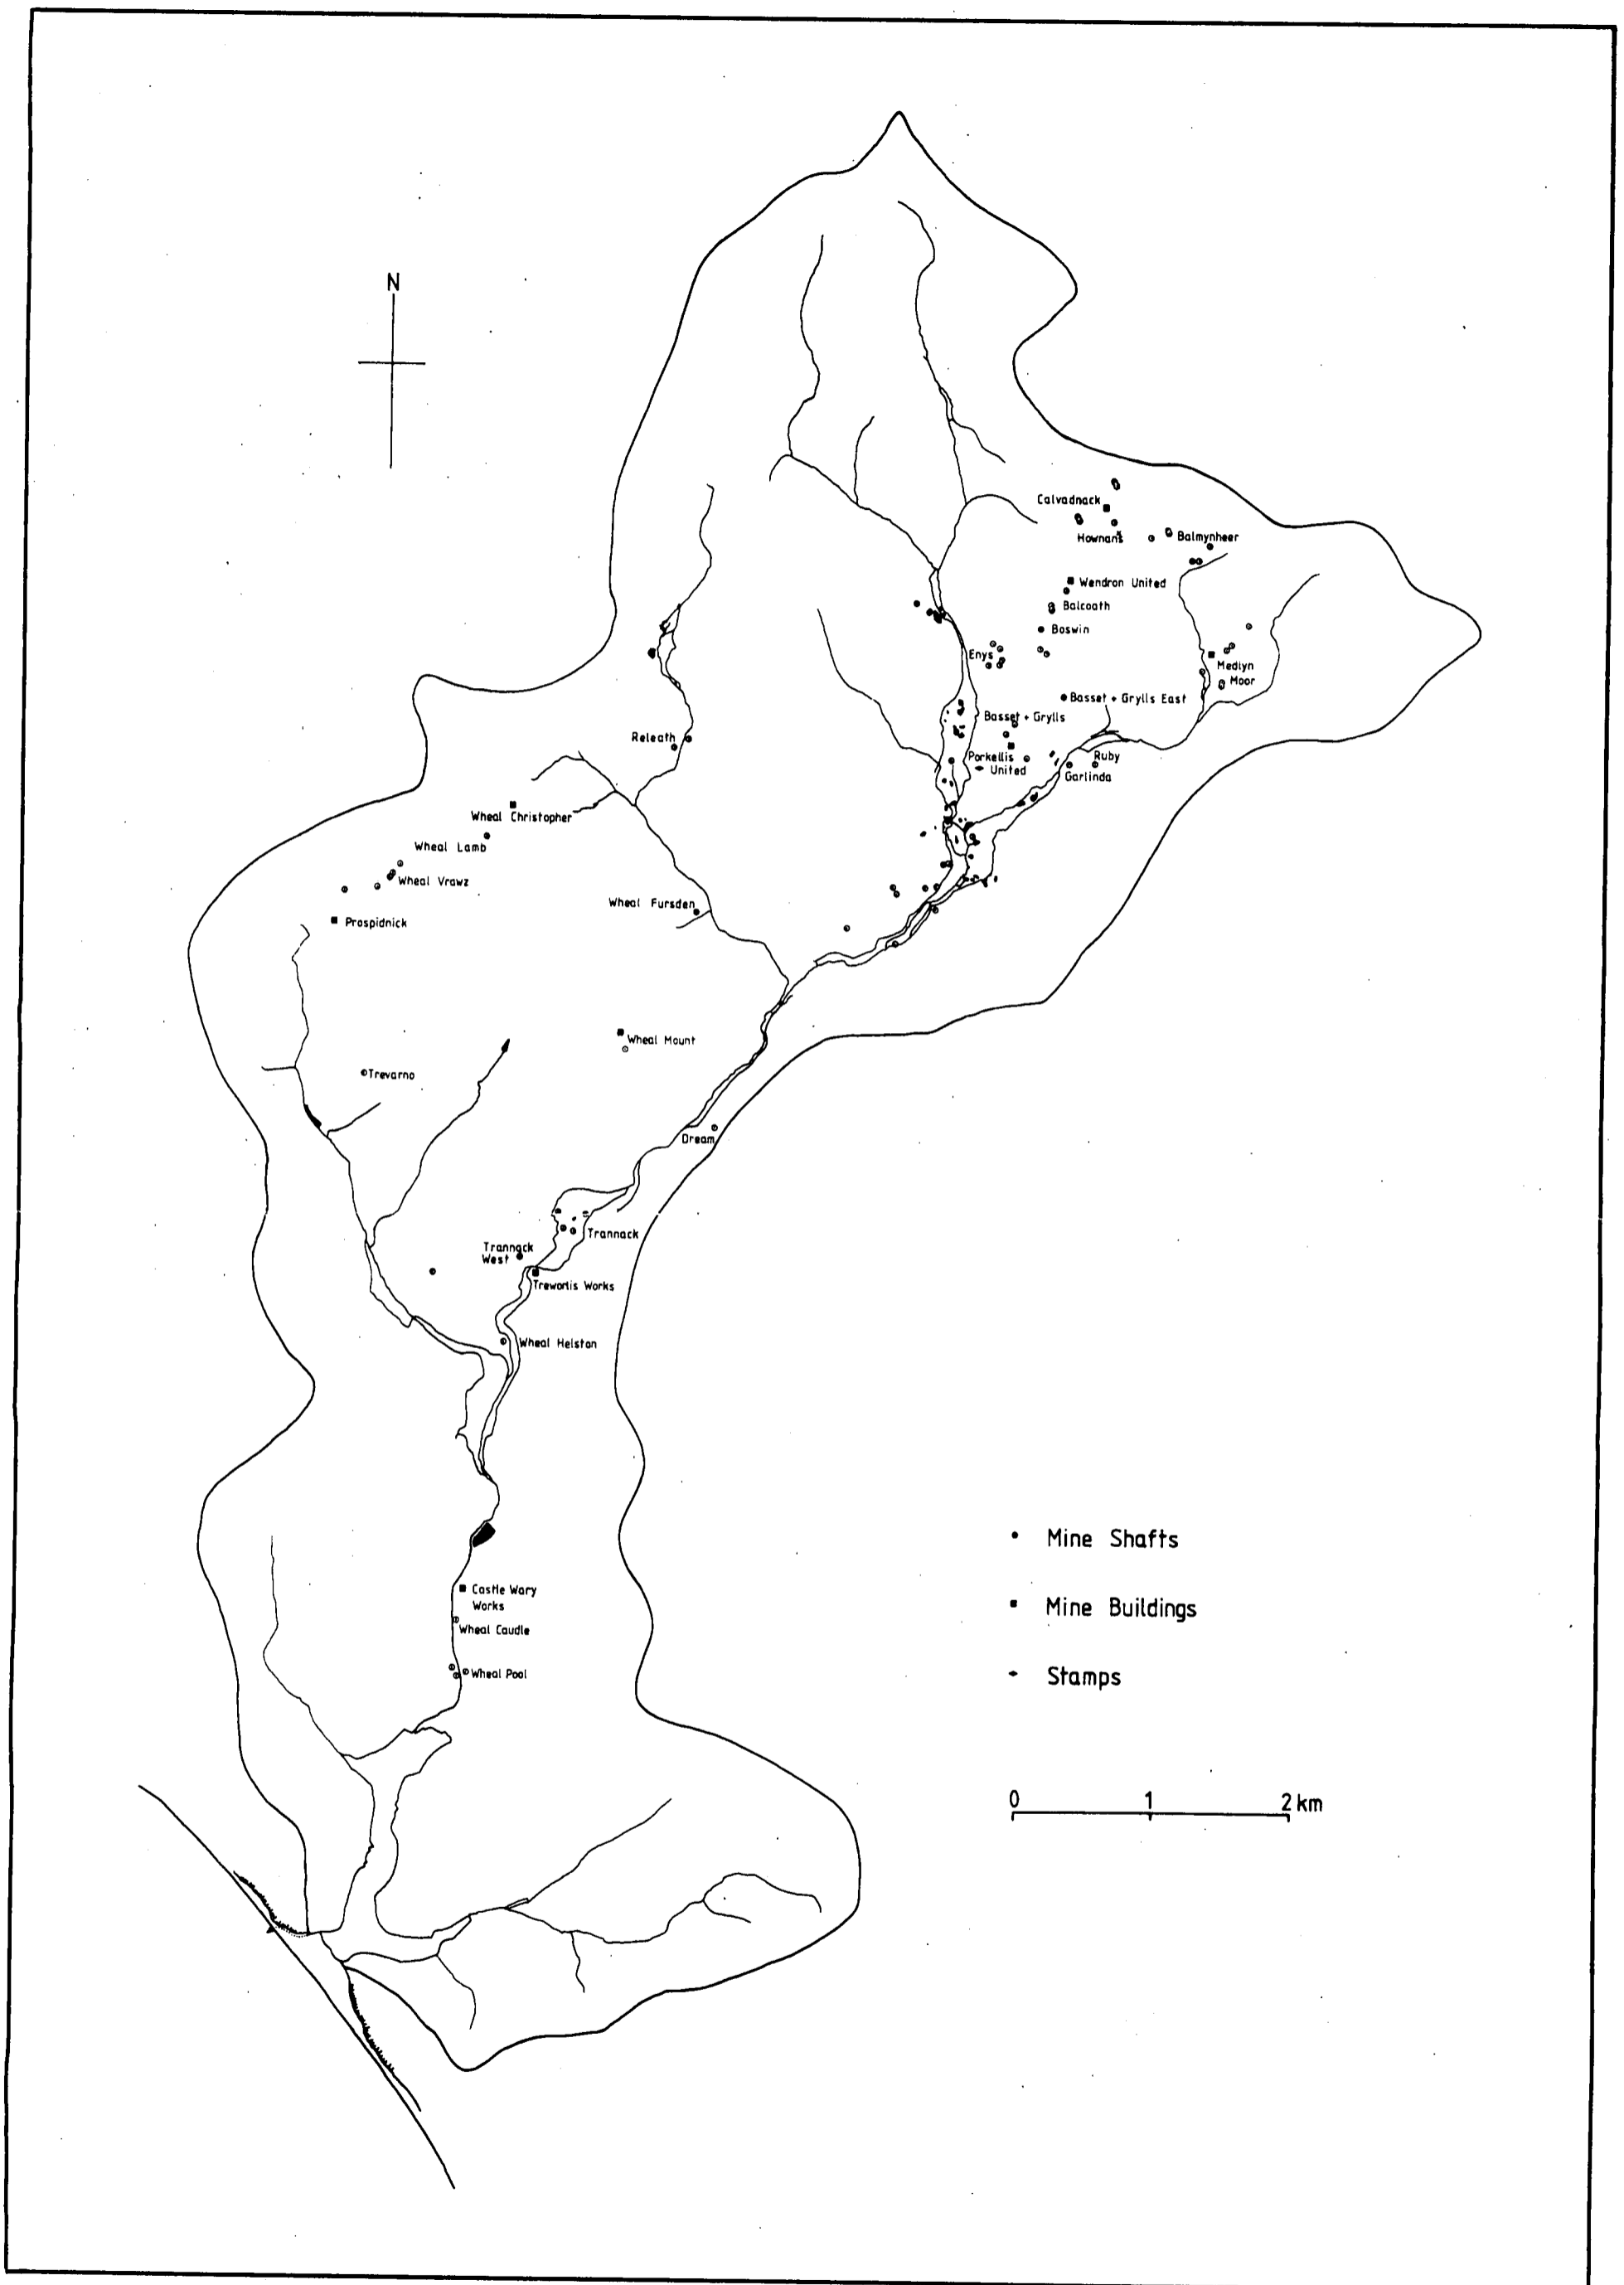 N
Calvadnack
Hownans
Balmynheer
Wendron United
Balcoath
Boswin
Enys
Medlyn
Moor
Basset + Grylls East
Basset + Grylls
Releath
Porkellis
United
Ruby
Garlinda
Wheal Christopher
Wheal Lamb
Wheal Vrawz
Wheal Fursden
Prospidnick
Wheal Mount
Trevarno
Dream
Trannack
Trannack
West
Trewortis Works
Wheal Helston
Mine Shafts
Castle Wary
Works
Mine Buildings
Wheal Caudle
Wheal Pool
Stamps
0 1 2 km